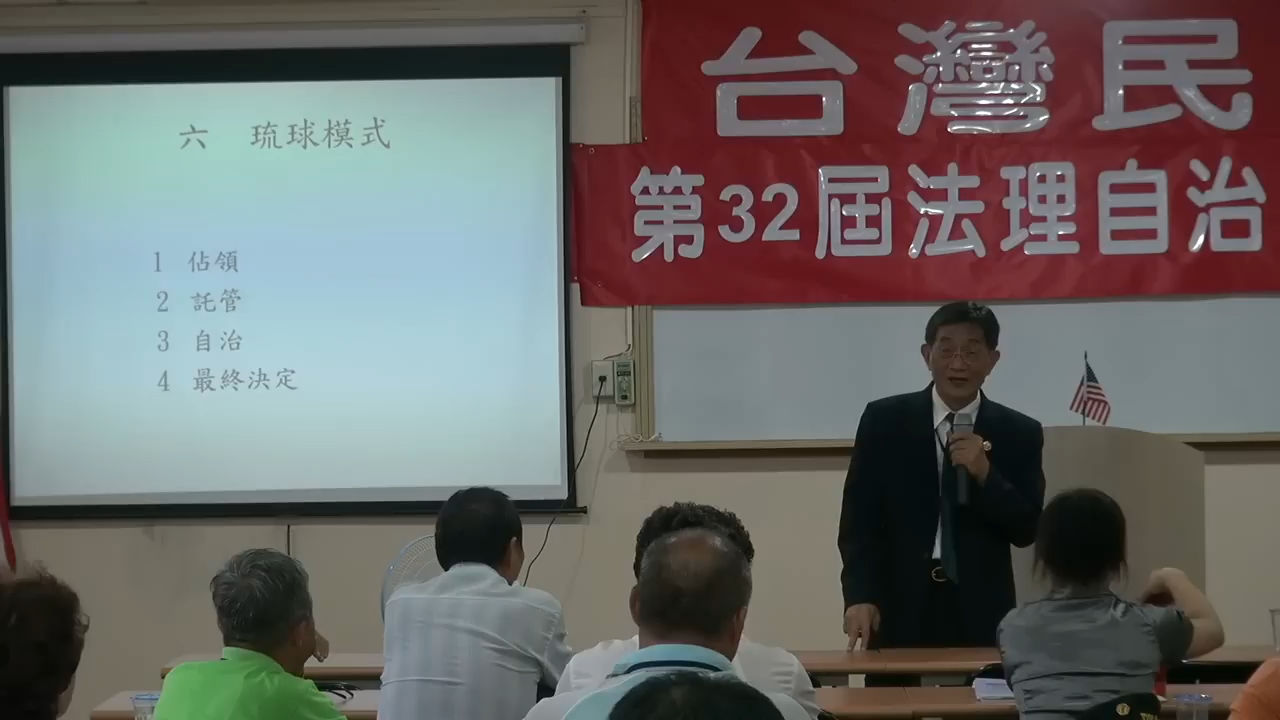 六 琉球模式
1 佔領
2 託管
3 自治
4 最終決定
台灣民
第32屆法理自治